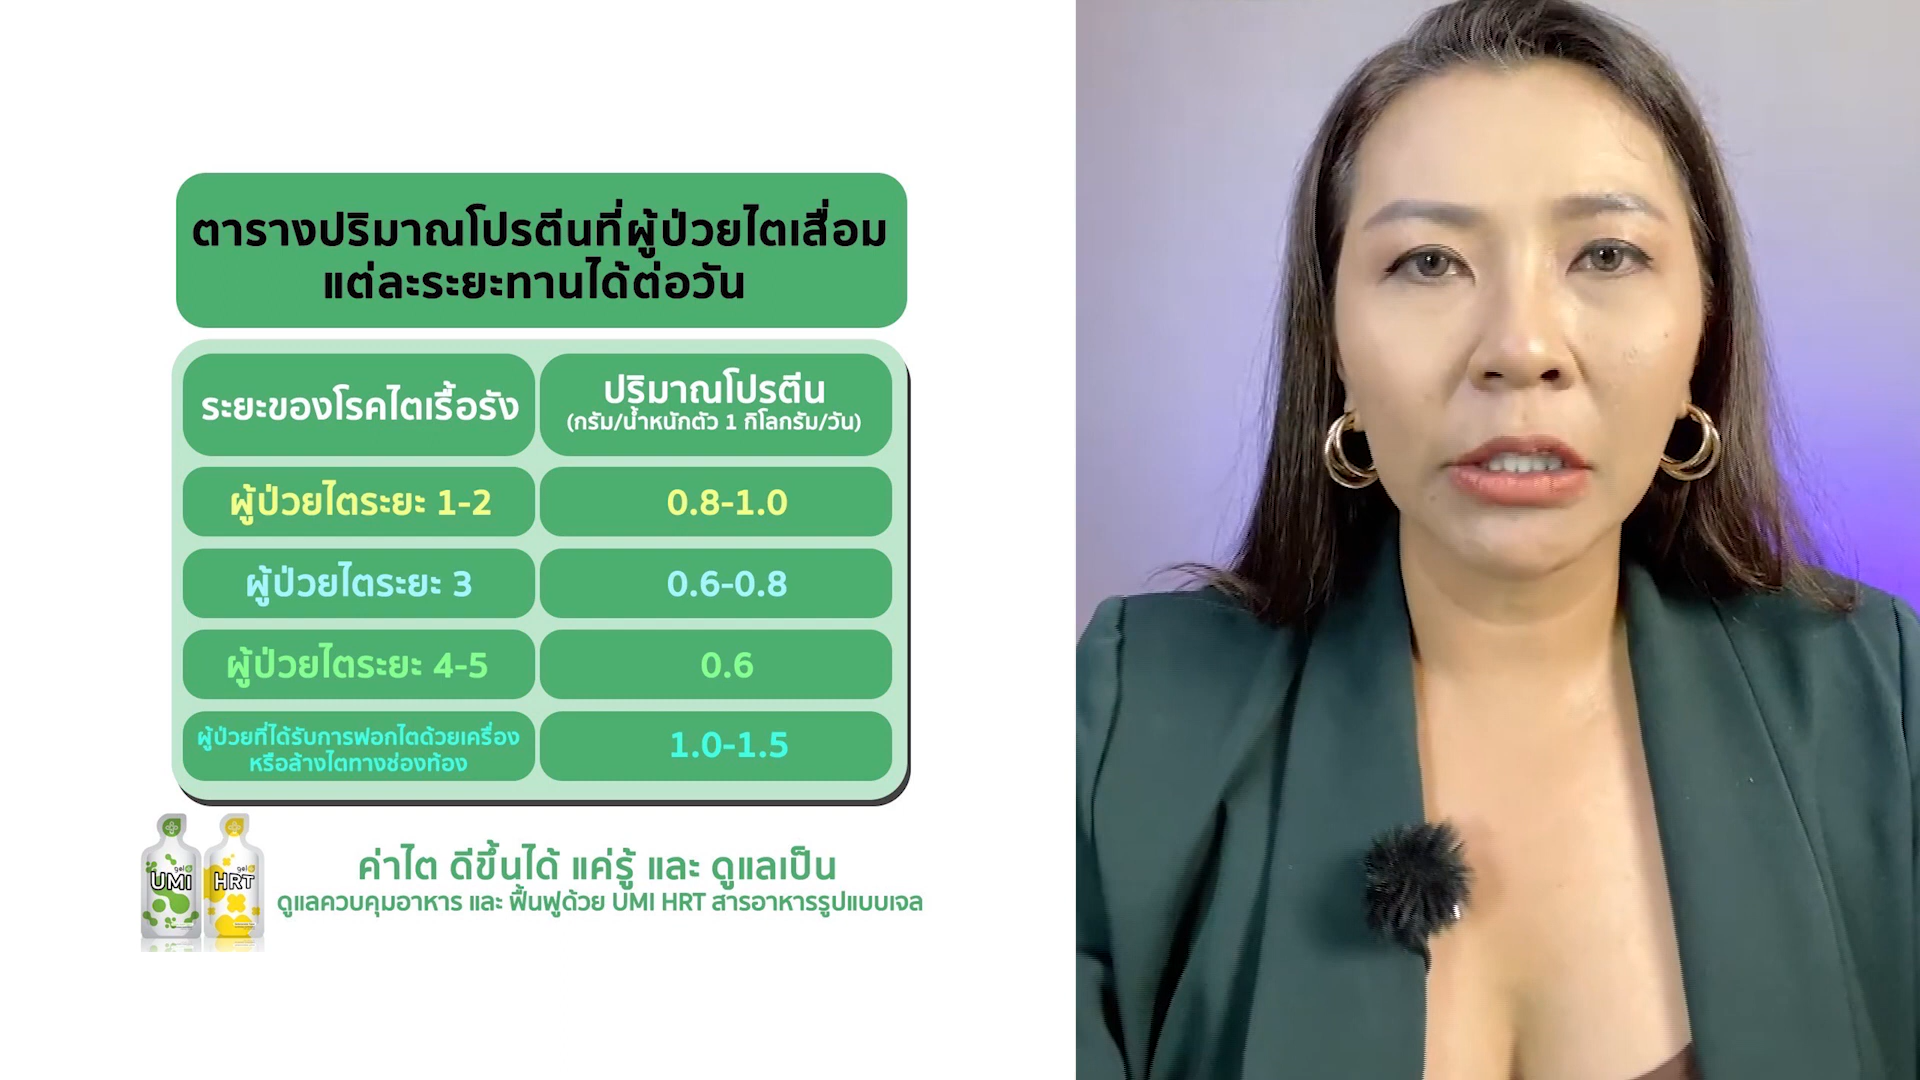 ตารางปริมาณโปรตีนที่ผู้ป่วยไตเสื่อม
แต่ละระยะทานได้ต่อวัน
ระยะของโรคไตเรื้อรัง
ปริมาณโปรตีน
(กรัม/น้ำหนักตัว 1 กิโลกรัม/วัน)
ผู้ป่วยไตระยะ 1-2
0.8-1.0
ผู้ป่วยไตระยะ 3
0.6-0.8
ผู้ป่วยไตระยะ 4-5
0.6
ผู้ป่วยที่ได้รับการฟอกไตด้วยเครื่อง
หรือล้างไตทางช่องท้อง
1.0-1.5
gel
UMI
gel
HRT
ค่าไต ดีขึ้นได้ แค่รู้ และ ดูแลเป็น
ดูแลควบคุมอาหาร และ ฟื้นฟูด้วย UMI HRT สารอาหารรูปแบบเจล